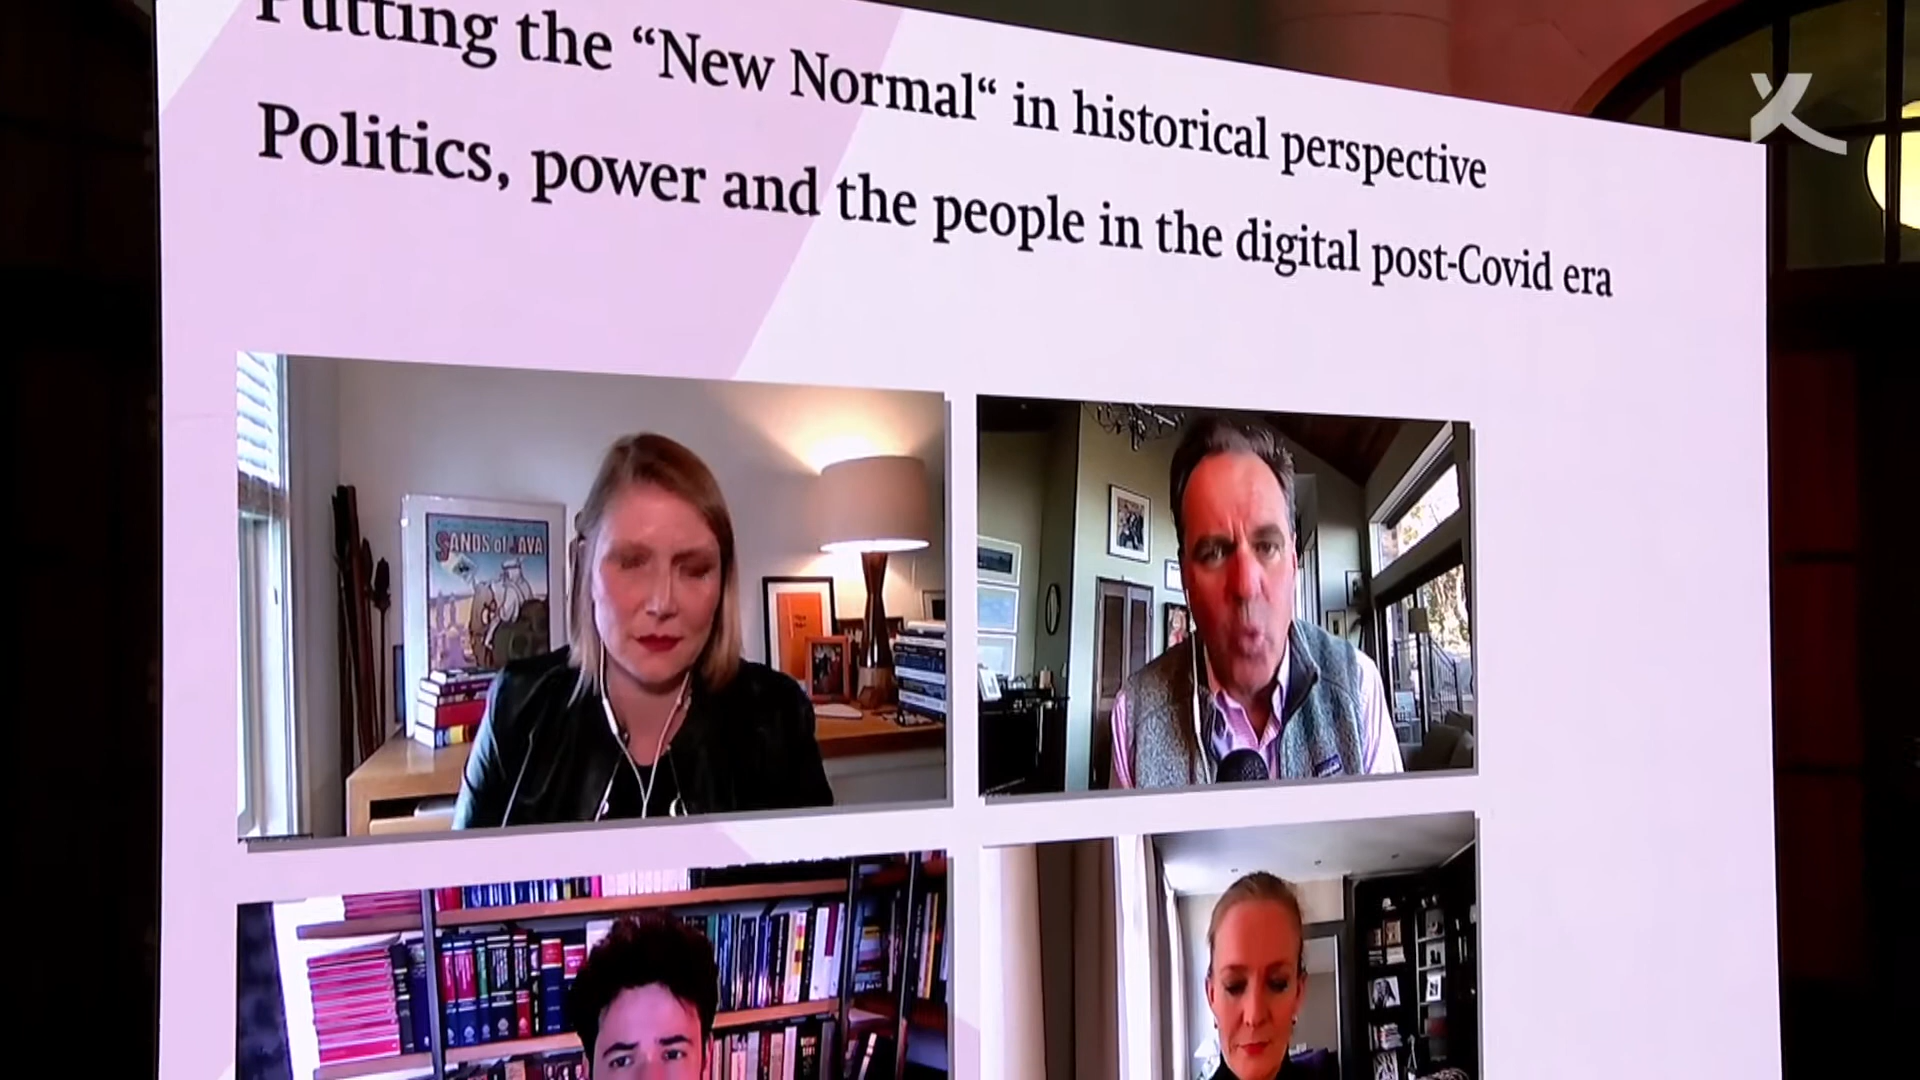 Putting the “New Normal“ in historical perspective
Politics, power and the people in the digital post-Covid era
SANDS of JAVA